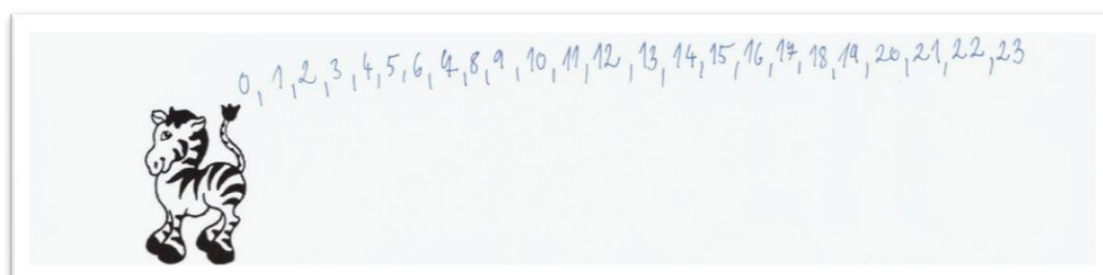 0, 1, 2, 3, 4, 5, 6, 7, 8, 9, 10, 11, 12, 13, 14, 15, 16, 17, 18, 19, 20, 21, 22, 23